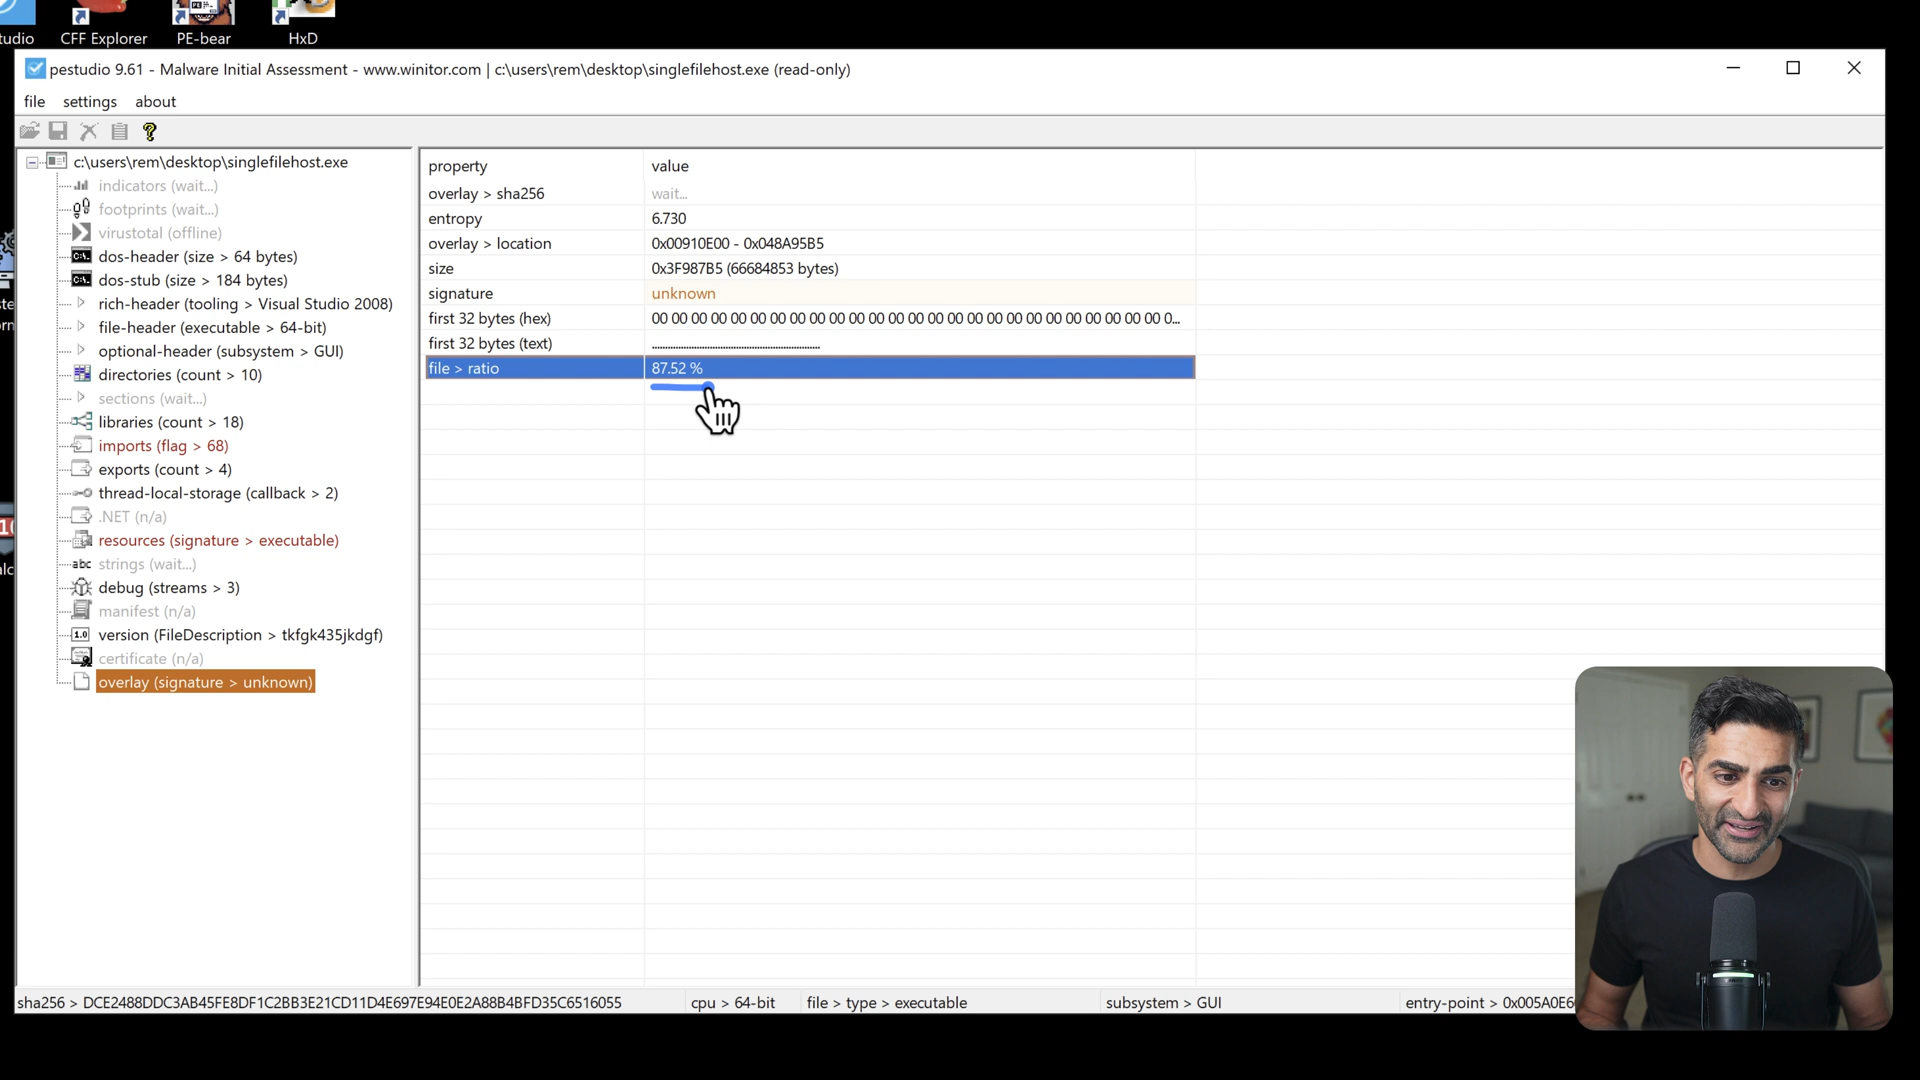 tudio
CFF Explorer
PE-bear
HxD
pestudio 9.61 - Malware Initial Assessment - www.winitor.com | c:\users\rem\desktop\singlefilehost.exe (read-only)
file settings about
c:\users\rem\desktop\singlefilehost.exe
indicators (wait...)
footprints (wait...)
virustotal (offline)
dos-header (size > 64 bytes)
dos-stub (size > 184 bytes)
rich-header (tooling > Visual Studio 2008)
file-header (executable > 64-bit)
optional-header (subsystem > GUI)
directories (count > 10)
sections (wait...)
libraries (count > 18)
imports (flag > 68)
exports (count > 4)
thread-local-storage (callback > 2)
.NET (n/a)
resources (signature > executable)
abc strings (wait...)
debug (streams > 3)
manifest (n/a)
1.0 version (FileDescription > tkfgk435jkdgf)
certificate (n/a)
overlay (signature > unknown)
property value
overlay > sha256 wait...
entropy 6.730
overlay > location 0x00910E00 - 0x048A95B5
size 0x3F987B5 (66684853 bytes)
signature unknown
first 32 bytes (hex) 00 00 00 00 00 00 00 00 00 00 00 00 00 00 00 00 00 00 00 00 00 00 00 00 00 00 0...
first 32 bytes (text) ................................................................
file > ratio 87.52 %
sha256 > DCE2488DDC3AB45FE8DF1C2BB3E21CD11D4E697E94E0E2A88B4BFD35C6516055
cpu > 64-bit
file > type > executable
subsystem > GUI
entry-point > 0x005A0E6